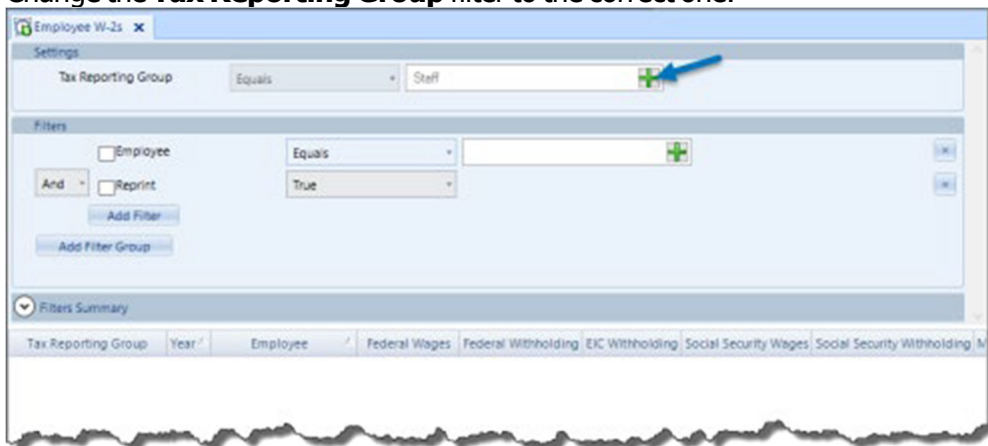 Change the Tax Reporting Group filter to the correct one.
Employee W-2s x
Settings
Tax Reporting Group Equals Staff
Filters
Employee Equals
And Reprint True
Add Filter
Add Filter Group
Filters Summary
Tax Reporting Group Year Employee Federal Wages Federal Withholding EIC Withholding Social Security Wages Social Security Withholding M